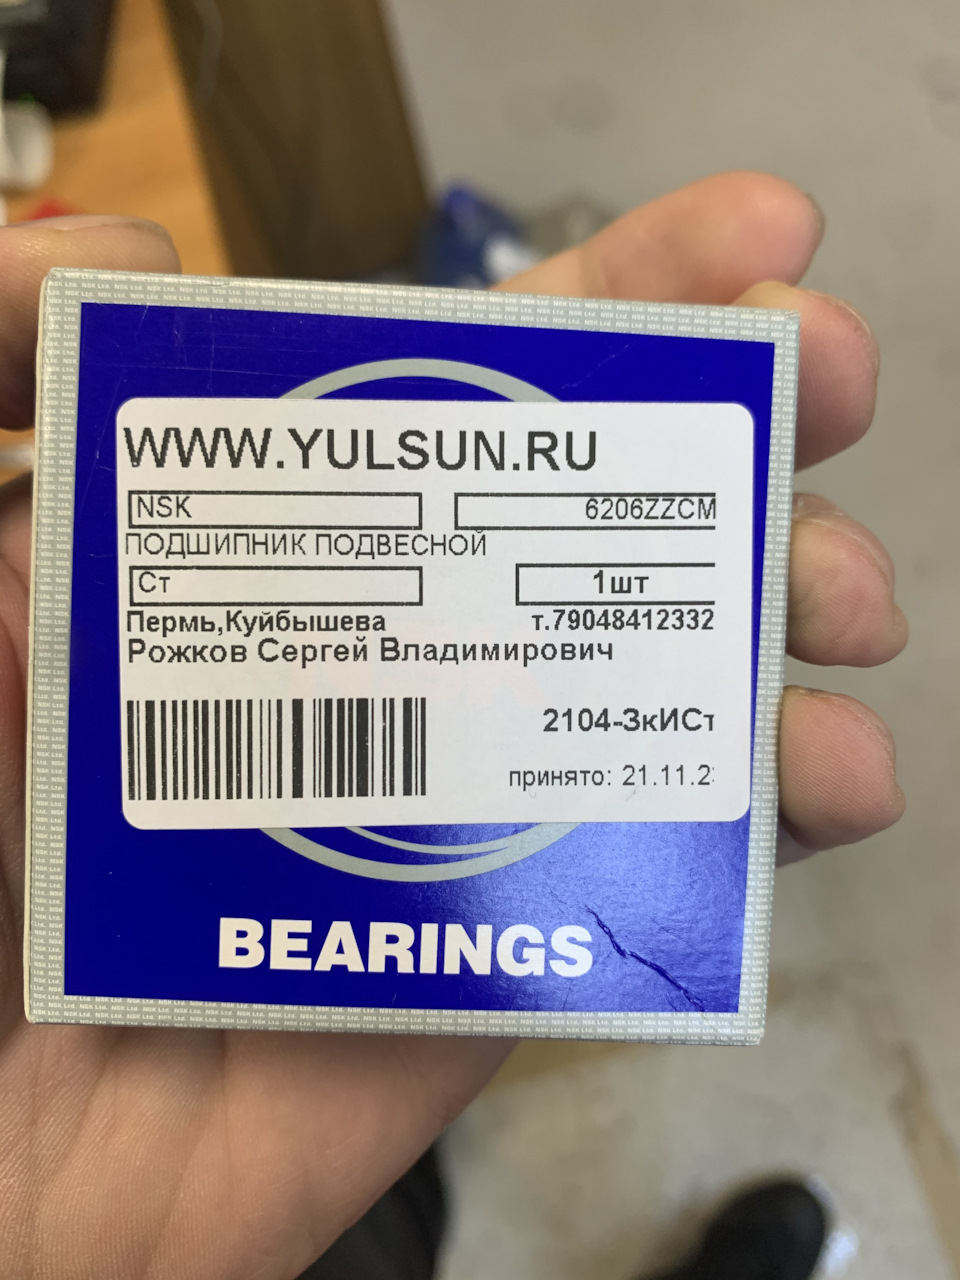 WWW.YULSUN.RU
NSK 6206ZZCM
ПОДШИПНИК ПОДВЕСНОЙ
Ст 1шт
Пермь,Куйбышева т.79048412332
Рожков Сергей Владимирович
2104-ЗкИСт
принято: 21.11.2
BEARINGS